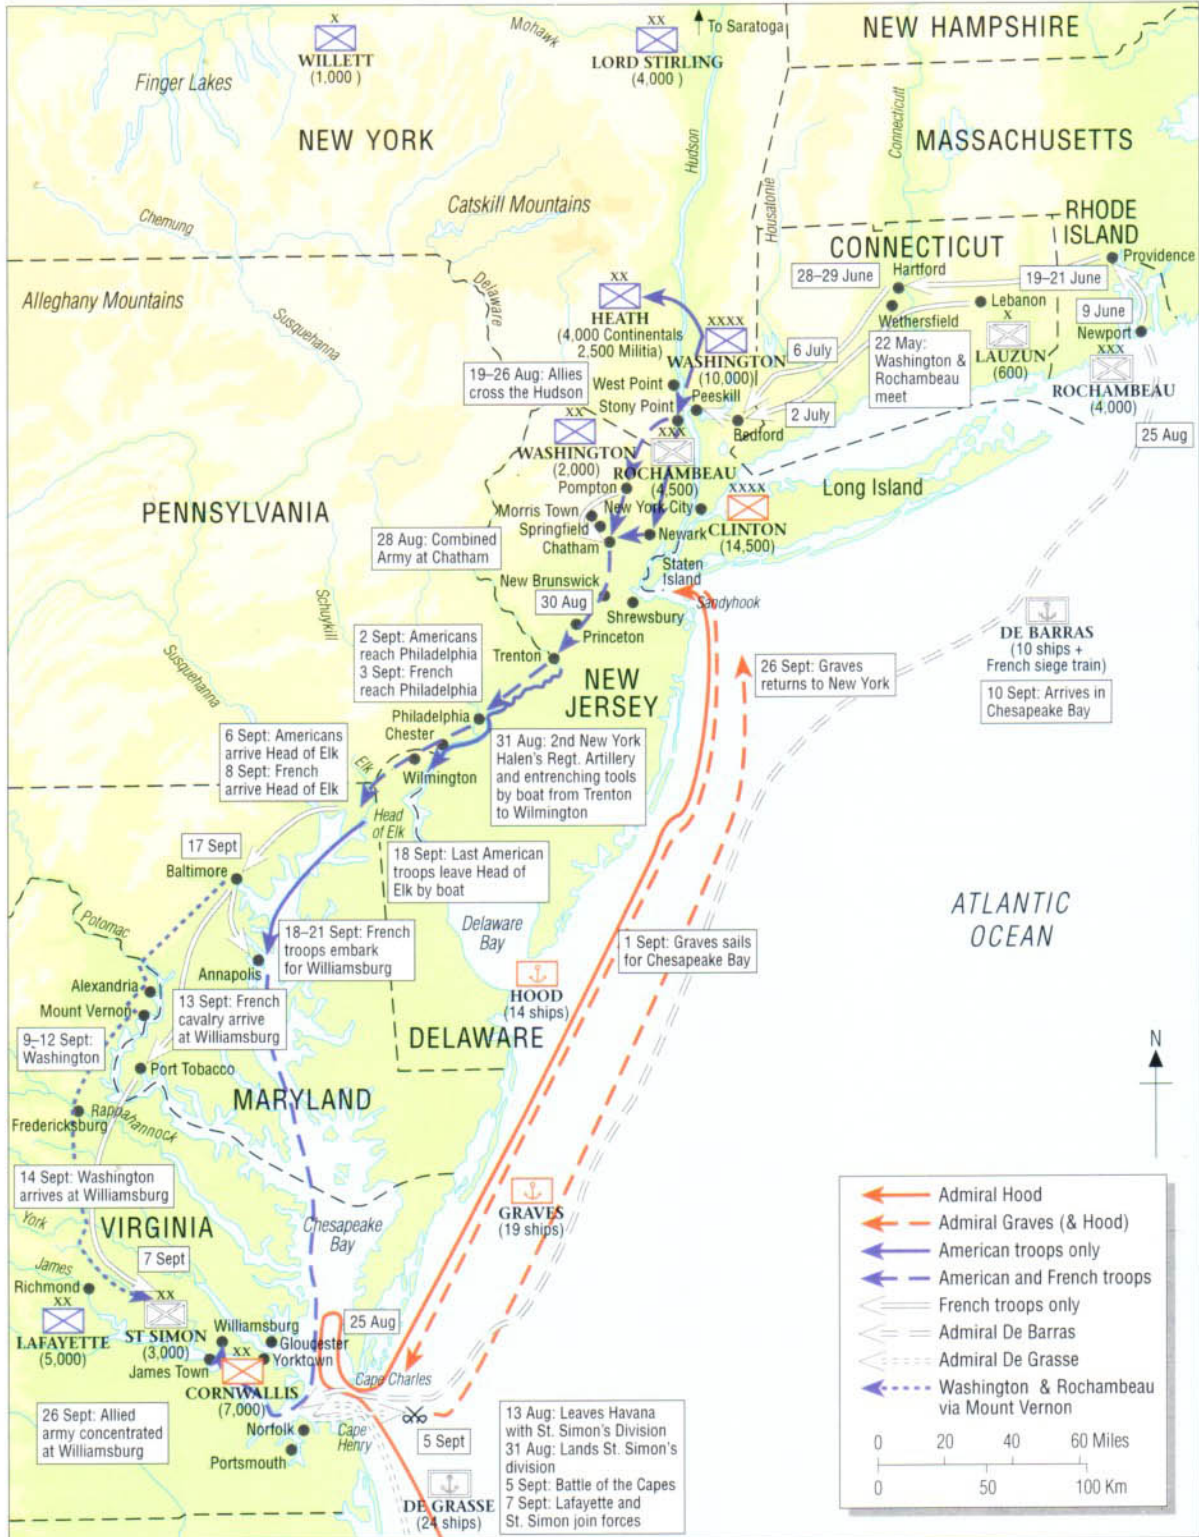 X
WILLETT
(1,000)
Mohawk
XX
LORD STIRLING
(4,000)
To Saratoga
NEW HAMPSHIRE
Finger Lakes
NEW YORK
Hudson
Connecticutt
MASSACHUSETTS
Chemung
Catskill Mountains
Housatonie
RHODE
ISLAND
CONNECTICUT
Providence
28–29 June
Hartford
19–21 June
Alleghany Mountains
Delaware
Susquehanna
XX
HEATH
(4,000 Continentals
2,500 Militia)
XXXX
WASHINGTON
(10,000)
Wethersfield
Lebanon
X
LAUZUN
(600)
9 June
Newport
XXX
ROCHAMBEAU
(4,000)
6 July
22 May:
Washington &
Rochambeau
meet
19–26 Aug: Allies
cross the Hudson
West Point
Peeskill
Stony Point
2 July
Bedford
25 Aug
XX
WASHINGTON
(2,000)
XXX
ROCHAMBEAU
(4,500)
Pompton
XXXX
CLINTON
(14,500)
Long Island
PENNSYLVANIA
Morris Town
New York City
Springfield
Newark
Chatham
28 Aug: Combined
Army at Chatham
Staten
Island
New Brunswick
Sandyhook
30 Aug
Shrewsbury
Schuykill
Princeton
DE BARRAS
(10 ships +
French siege train)
2 Sept: Americans
reach Philadelphia
3 Sept: French
reach Philadelphia
Trenton
Susquehanna
NEW
JERSEY
26 Sept: Graves
returns to New York
10 Sept: Arrives in
Chesapeake Bay
Philadelphia
Chester
6 Sept: Americans
arrive Head of Elk
8 Sept: French
arrive Head of Elk
Elk
Wilmington
31 Aug: 2nd New York
Halen's Regt. Artillery
and entrenching tools
by boat from Trenton
to Wilmington
Head
of Elk
17 Sept
Baltimore
18 Sept: Last American
troops leave Head of
Elk by boat
Potomac
Delaware
Bay
ATLANTIC
OCEAN
18–21 Sept: French
troops embark
for Williamsburg
1 Sept: Graves sails
for Chesapeake Bay
Annapolis
Alexandria
Mount Vernon
HOOD
(14 ships)
13 Sept: French
cavalry arrive
at Williamsburg
9–12 Sept:
Washington
DELAWARE
N
Port Tobacco
MARYLAND
Fredericksburg
Rappahannock
14 Sept: Washington
arrives at Williamsburg
GRAVES
(19 ships)
York
VIRGINIA
Chesapeake
Bay
James
7 Sept
Richmond
XX
LAFAYETTE
(5,000)
XX
ST SIMON
(3,000)
Williamsburg
Gloucester
Yorktown
25 Aug
James Town
XX
CORNWALLIS
(7,000)
Cape Charles
26 Sept: Allied
army concentrated
at Williamsburg
Norfolk
Cape
Henry
Portsmouth
5 Sept
DE GRASSE
(24 ships)
13 Aug: Leaves Havana
with St. Simon's Division
31 Aug: Lands St. Simon's
division
5 Sept: Battle of the Capes
7 Sept: Lafayette and
St. Simon join forces
Admiral Hood
Admiral Graves (& Hood)
American troops only
American and French troops
French troops only
Admiral De Barras
Admiral De Grasse
Washington & Rochambeau
via Mount Vernon
0 20 40 60 Miles
0 50 100 Km